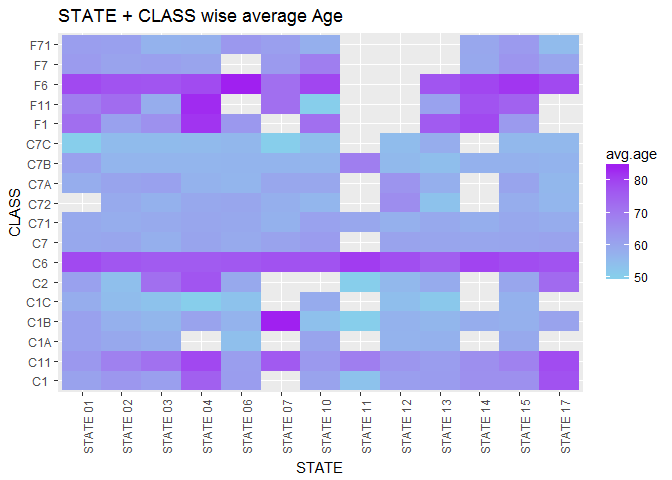 STATE + CLASS wise average Age
F71
F7
F6
F11
F1
C7C
C7B
C7A
C72
C71
C7
C6
C2
C1C
C1B
C1A
C11
C1
CLASS
avg.age
80
70
60
50
STATE 01
STATE 02
STATE 03
STATE 04
STATE 06
STATE 07
STATE 10
STATE 11
STATE 12
STATE 13
STATE 14
STATE 15
STATE 17
STATE